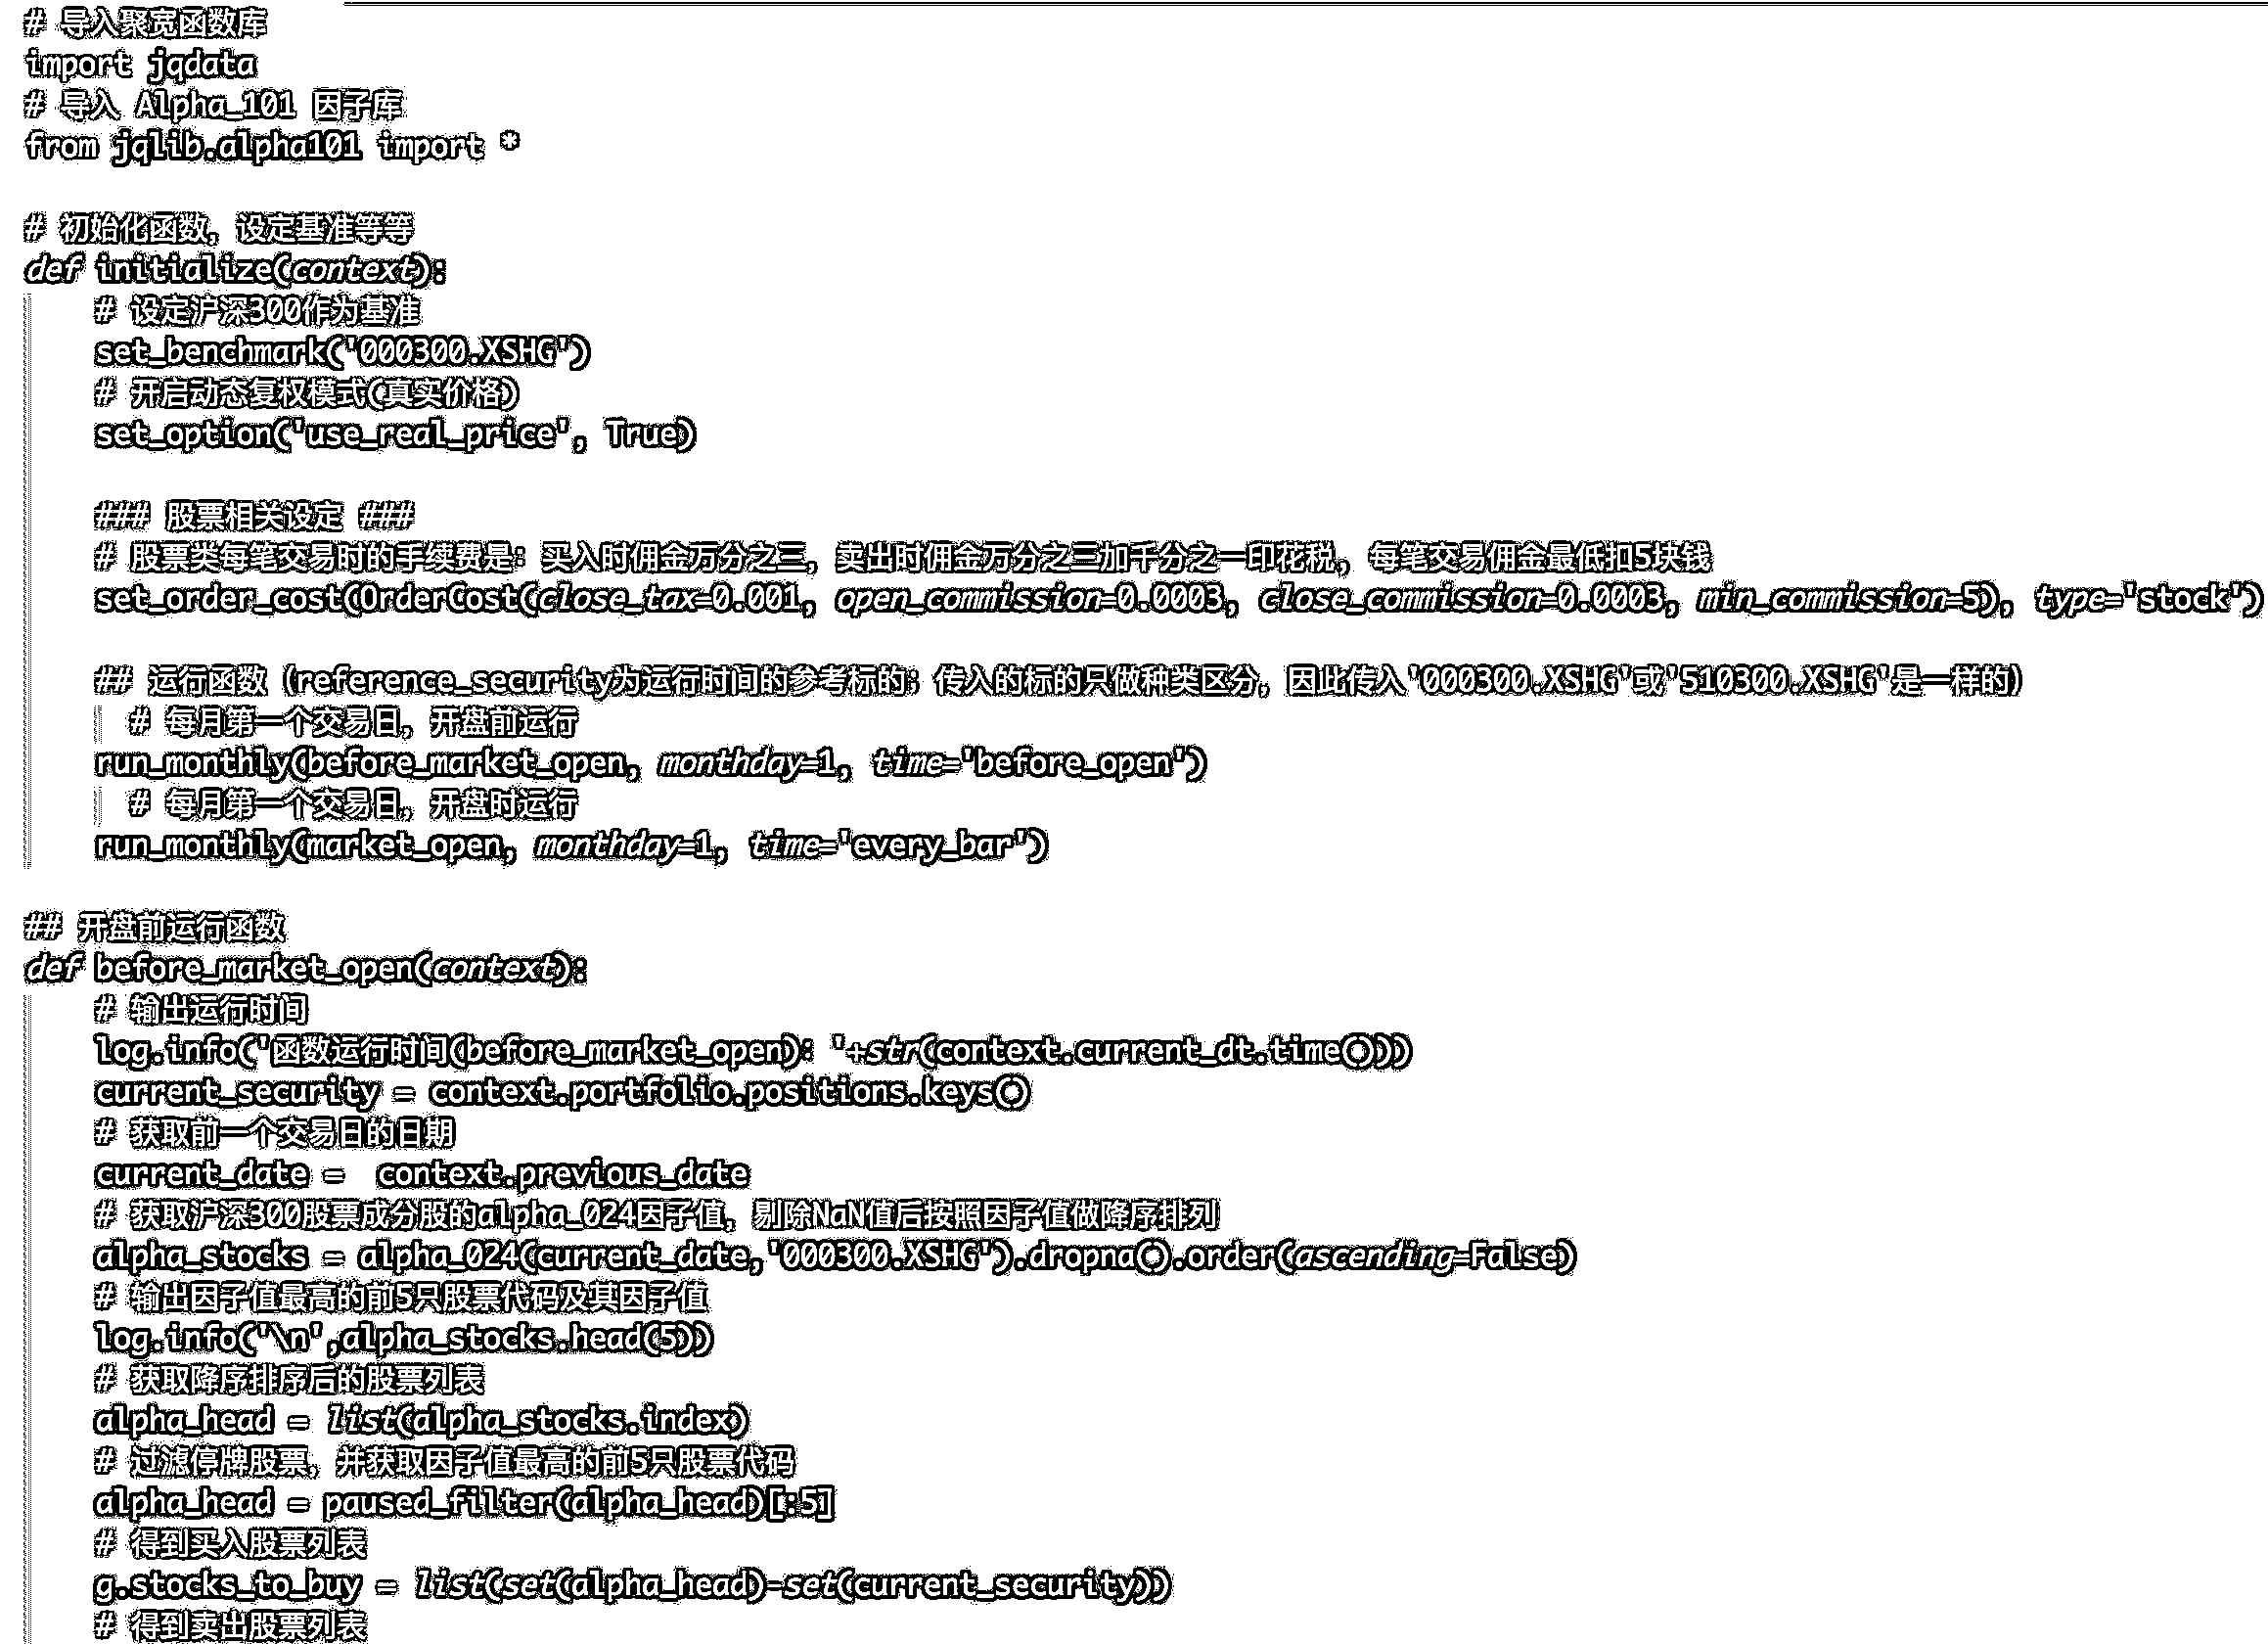 # 导入聚宽函数库
import jqdata
# 导入 Alpha_101 因子库
from jqlib.alpha101 import *
# 初始化函数，设定基准等等
def initialize(context):
# 设定沪深300作为基准
set_benchmark('000300.XSHG')
# 开启动态复权模式(真实价格)
set_option('use_real_price', True)
### 股票相关设定 ###
# 股票类每笔交易时的手续费是：买入时佣金万分之三，卖出时佣金万分之三加千分之一印花税, 每笔交易佣金最低扣5块钱
set_order_cost(OrderCost(close_tax=0.001, open_commission=0.0003, close_commission=0.0003, min_commission=5), type='stock')
## 运行函数（reference_security为运行时间的参考标的；传入的标的只做种类区分，因此传入'000300.XSHG'或'510300.XSHG'是一样的）
# 每月第一个交易日，开盘前运行
run_monthly(before_market_open, monthday=1, time='before_open')
# 每月第一个交易日，开盘时运行
run_monthly(market_open, monthday=1, time='every_bar')
## 开盘前运行函数
def before_market_open(context):
# 输出运行时间
log.info('函数运行时间(before_market_open)：'+str(context.current_dt.time()))
current_security = context.portfolio.positions.keys()
# 获取前一个交易日的日期
current_date =  context.previous_date
# 获取沪深300股票成分股的alpha_024因子值，剔除NaN值后按照因子值做降序排列
alpha_stocks = alpha_024(current_date,'000300.XSHG').dropna().order(ascending=False)
# 输出因子值最高的前5只股票代码及其因子值
log.info('\n',alpha_stocks.head(5))
# 获取降序排序后的股票列表
alpha_head = list(alpha_stocks.index)
# 过滤停牌股票，并获取因子值最高的前5只股票代码
alpha_head = paused_filter(alpha_head)[:5]
# 得到买入股票列表
g.stocks_to_buy = list(set(alpha_head)-set(current_security))
# 得到卖出股票列表